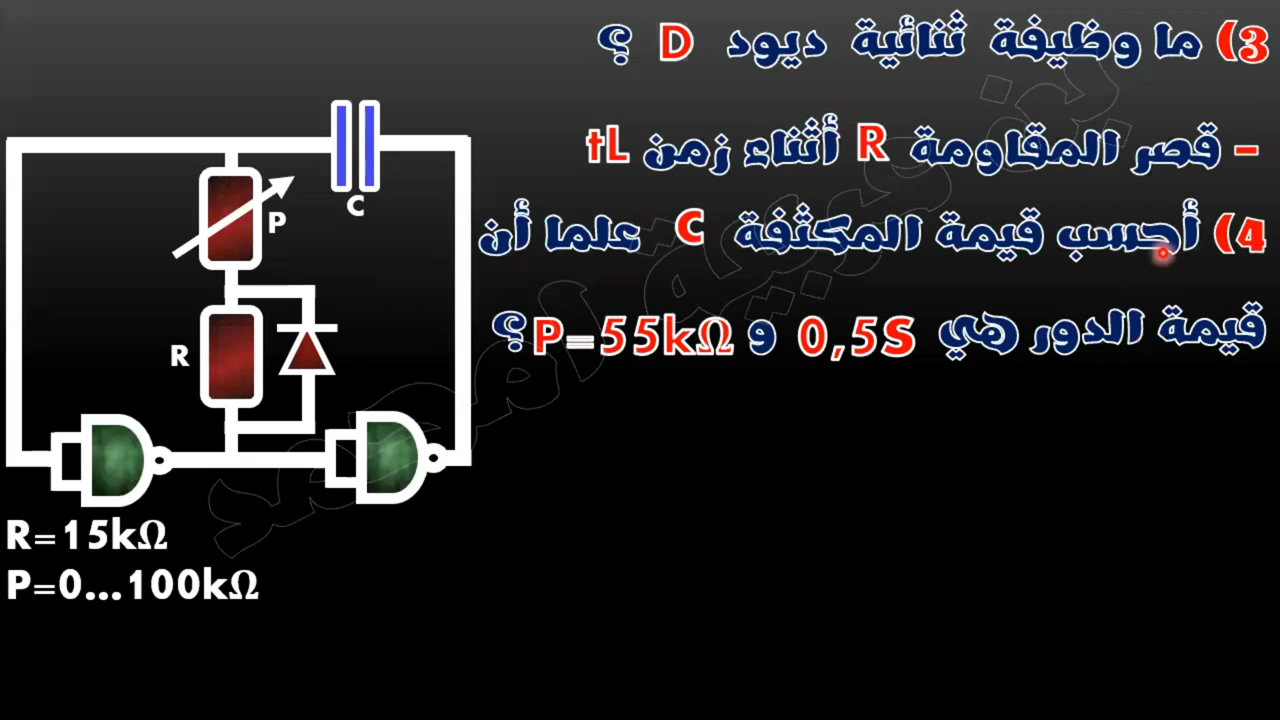 3) ما وظيفة ثنائية ديود D ؟
- قصر المقاومة R أثناء زمن tL
4) أحسب قيمة المكثفة C علما أن
قيمة الدور هي 0,5S و P=55kΩ ؟
C
P
R
R=15kΩ
P=0...100kΩ